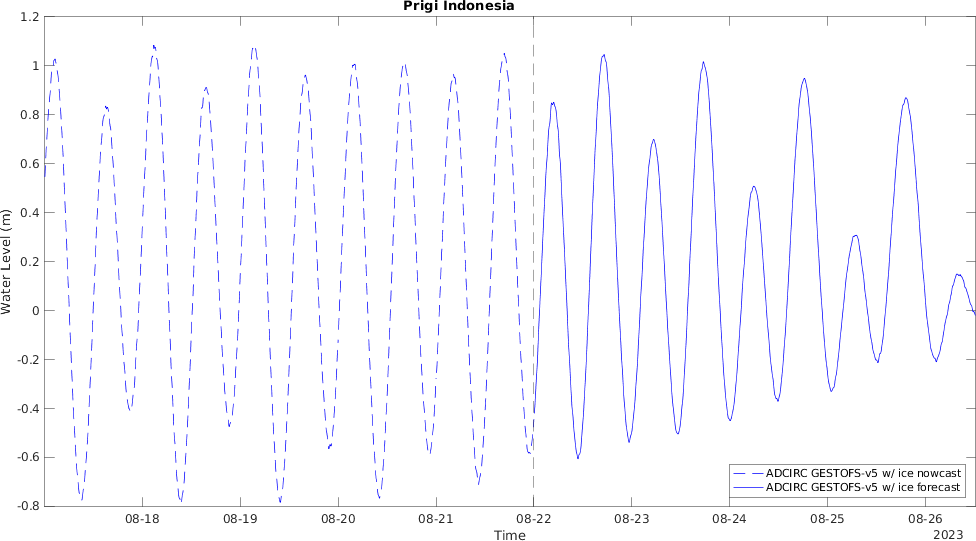 Prigi Indonesia
Water Level (m)
1.2
1
0.8
0.6
0.4
0.2
0
-0.2
-0.4
-0.6
-0.8
08-18 08-19 08-20 08-21 08-22 08-23 08-24 08-25 08-26
Time
2023
ADCIRC GESTOFS-v5 w/ ice nowcast
ADCIRC GESTOFS-v5 w/ ice forecast